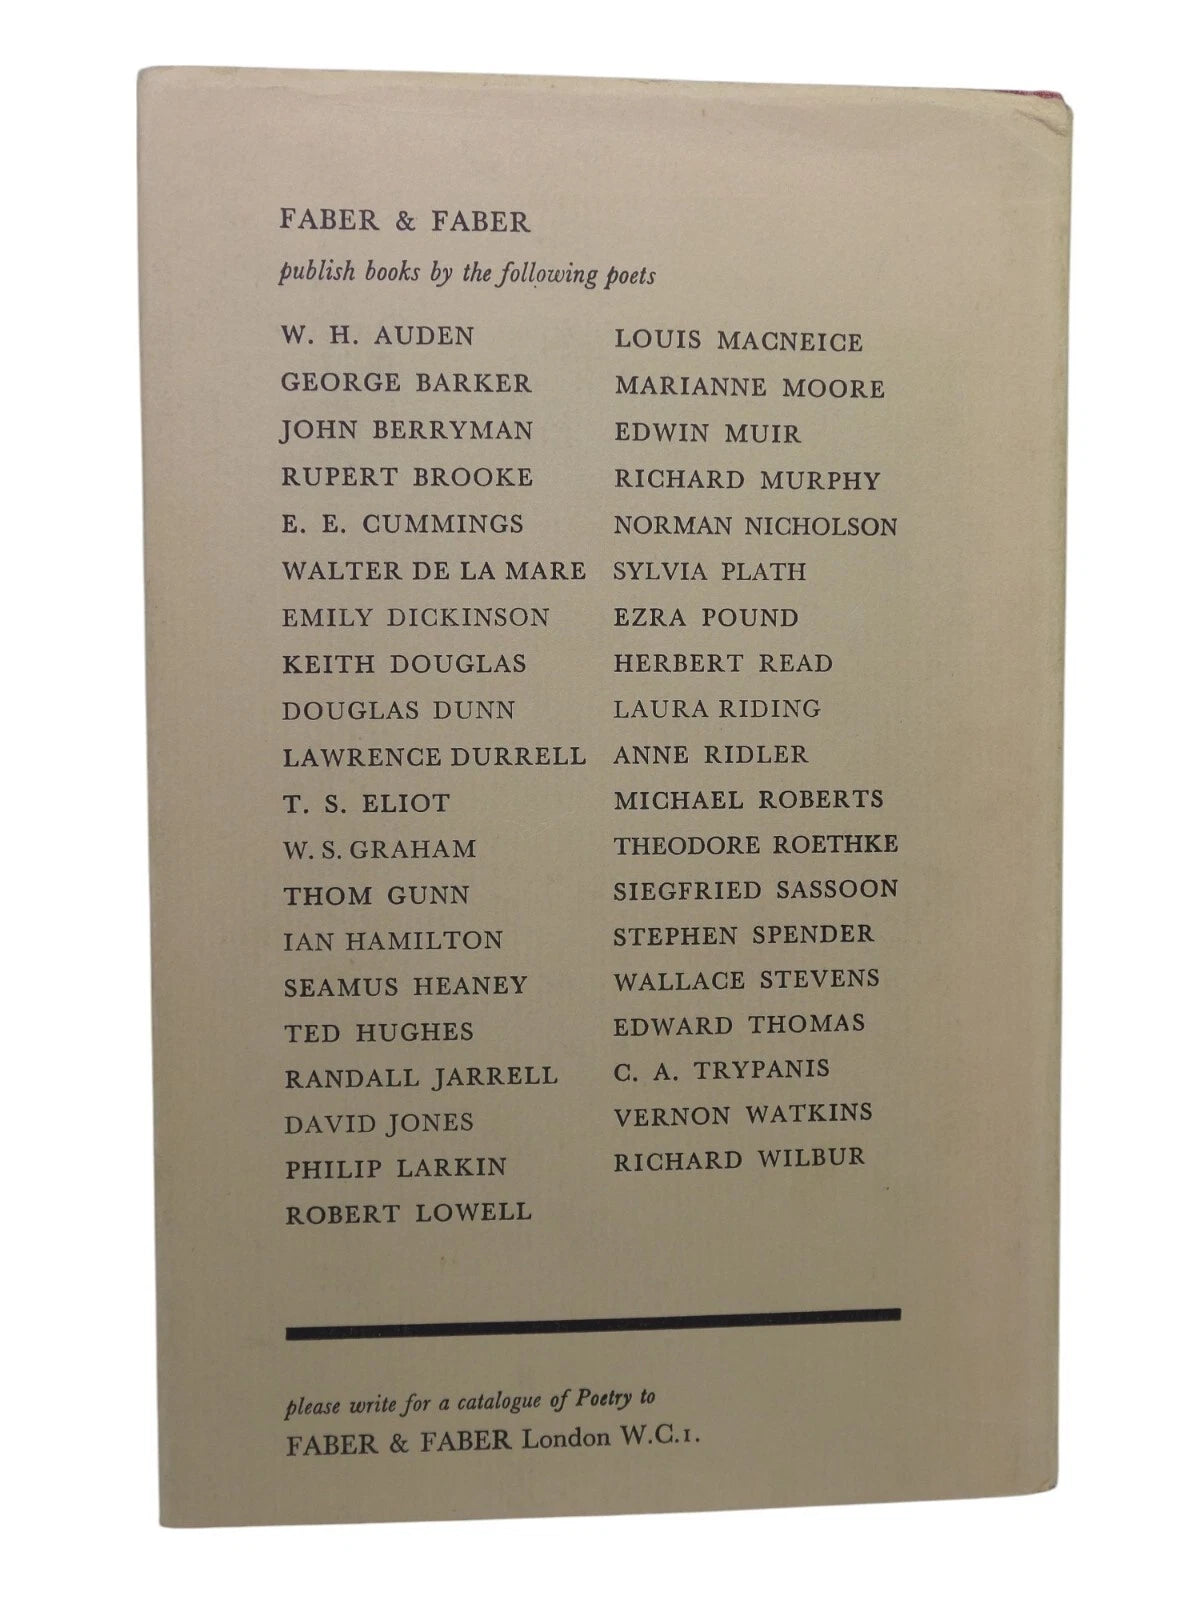 FABER & FABER
publish books by the following poets
W. H. AUDEN
GEORGE BARKER
JOHN BERRYMAN
RUPERT BROOKE
E. E. CUMMINGS
WALTER DE LA MARE
EMILY DICKINSON
KEITH DOUGLAS
DOUGLAS DUNN
LAWRENCE DURRELL
T. S. ELIOT
W. S. GRAHAM
THOM GUNN
IAN HAMILTON
SEAMUS HEANEY
TED HUGHES
RANDALL JARRELL
DAVID JONES
PHILIP LARKIN
ROBERT LOWELL
LOUIS MACNEICE
MARIANNE MOORE
EDWIN MUIR
RICHARD MURPHY
NORMAN NICHOLSON
SYLVIA PLATH
EZRA POUND
HERBERT READ
LAURA RIDING
ANNE RIDLER
MICHAEL ROBERTS
THEODORE ROETHKE
SIEGFRIED SASSOON
STEPHEN SPENDER
WALLACE STEVENS
EDWARD THOMAS
C. A. TRYPANIS
VERNON WATKINS
RICHARD WILBUR
please write for a catalogue of Poetry to
FABER & FABER London W.C.1.